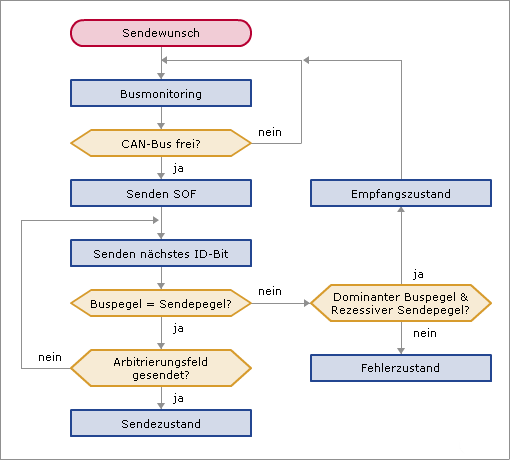 Sendewunsch
Busmonitoring
nein
CAN-Bus frei?
ja
Senden SOF
Empfangszustand
Senden nächstes ID-Bit
ja
nein
Buspegel = Sendepegel?
Dominanter Buspegel &
Rezessiver Sendepegel?
ja
nein
nein
Arbitrierungsfeld
gesendet?
Fehlerzustand
ja
Sendezustand